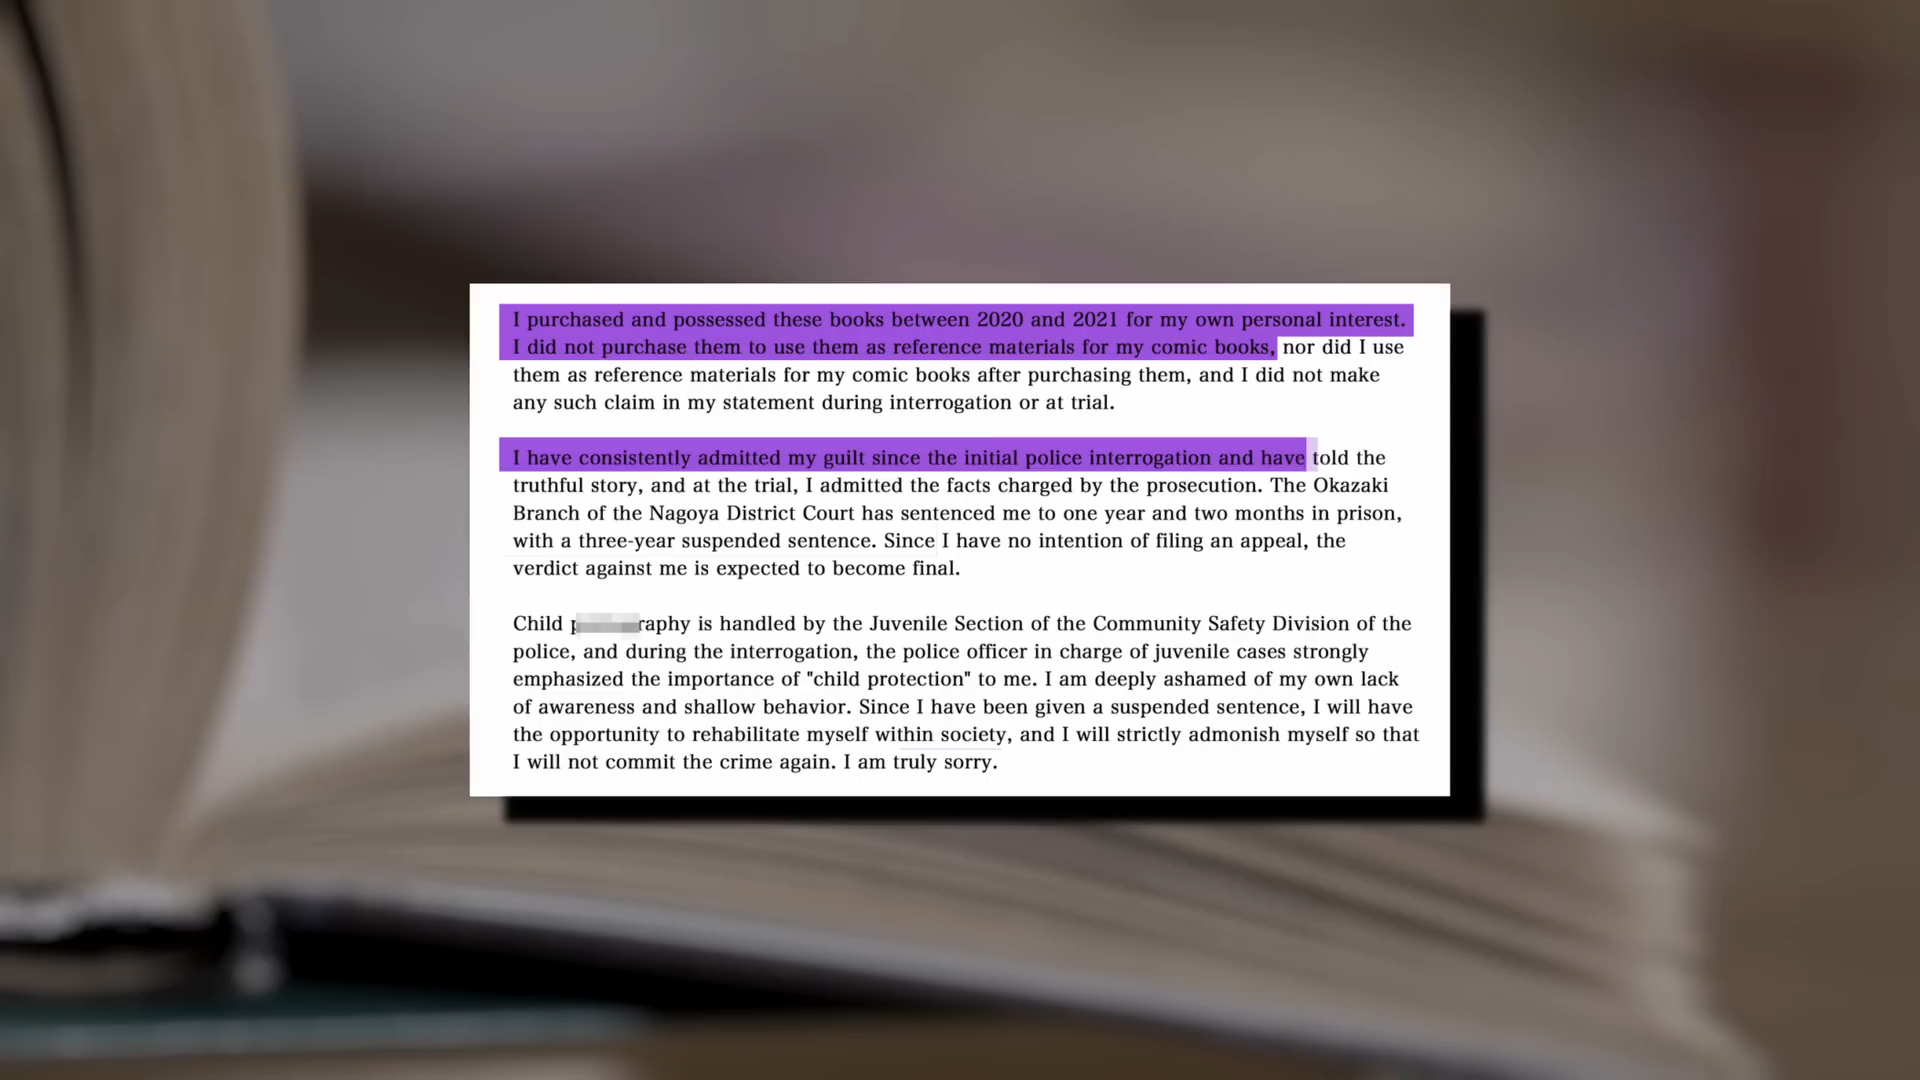 I purchased and possessed these books between 2020 and 2021 for my own personal interest.
I did not purchase them to use them as reference materials for my comic books, nor did I use
them as reference materials for my comic books after purchasing them, and I did not make
any such claim in my statement during interrogation or at trial.
I have consistently admitted my guilt since the initial police interrogation and have told the
truthful story, and at the trial, I admitted the facts charged by the prosecution. The Okazaki
Branch of the Nagoya District Court has sentenced me to one year and two months in prison,
with a three-year suspended sentence. Since I have no intention of filing an appeal, the
verdict against me is expected to become final.
Child p raphy is handled by the Juvenile Section of the Community Safety Division of the
police, and during the interrogation, the police officer in charge of juvenile cases strongly
emphasized the importance of "child protection" to me. I am deeply ashamed of my own lack
of awareness and shallow behavior. Since I have been given a suspended sentence, I will have
the opportunity to rehabilitate myself within society, and I will strictly admonish myself so that
I will not commit the crime again. I am truly sorry.